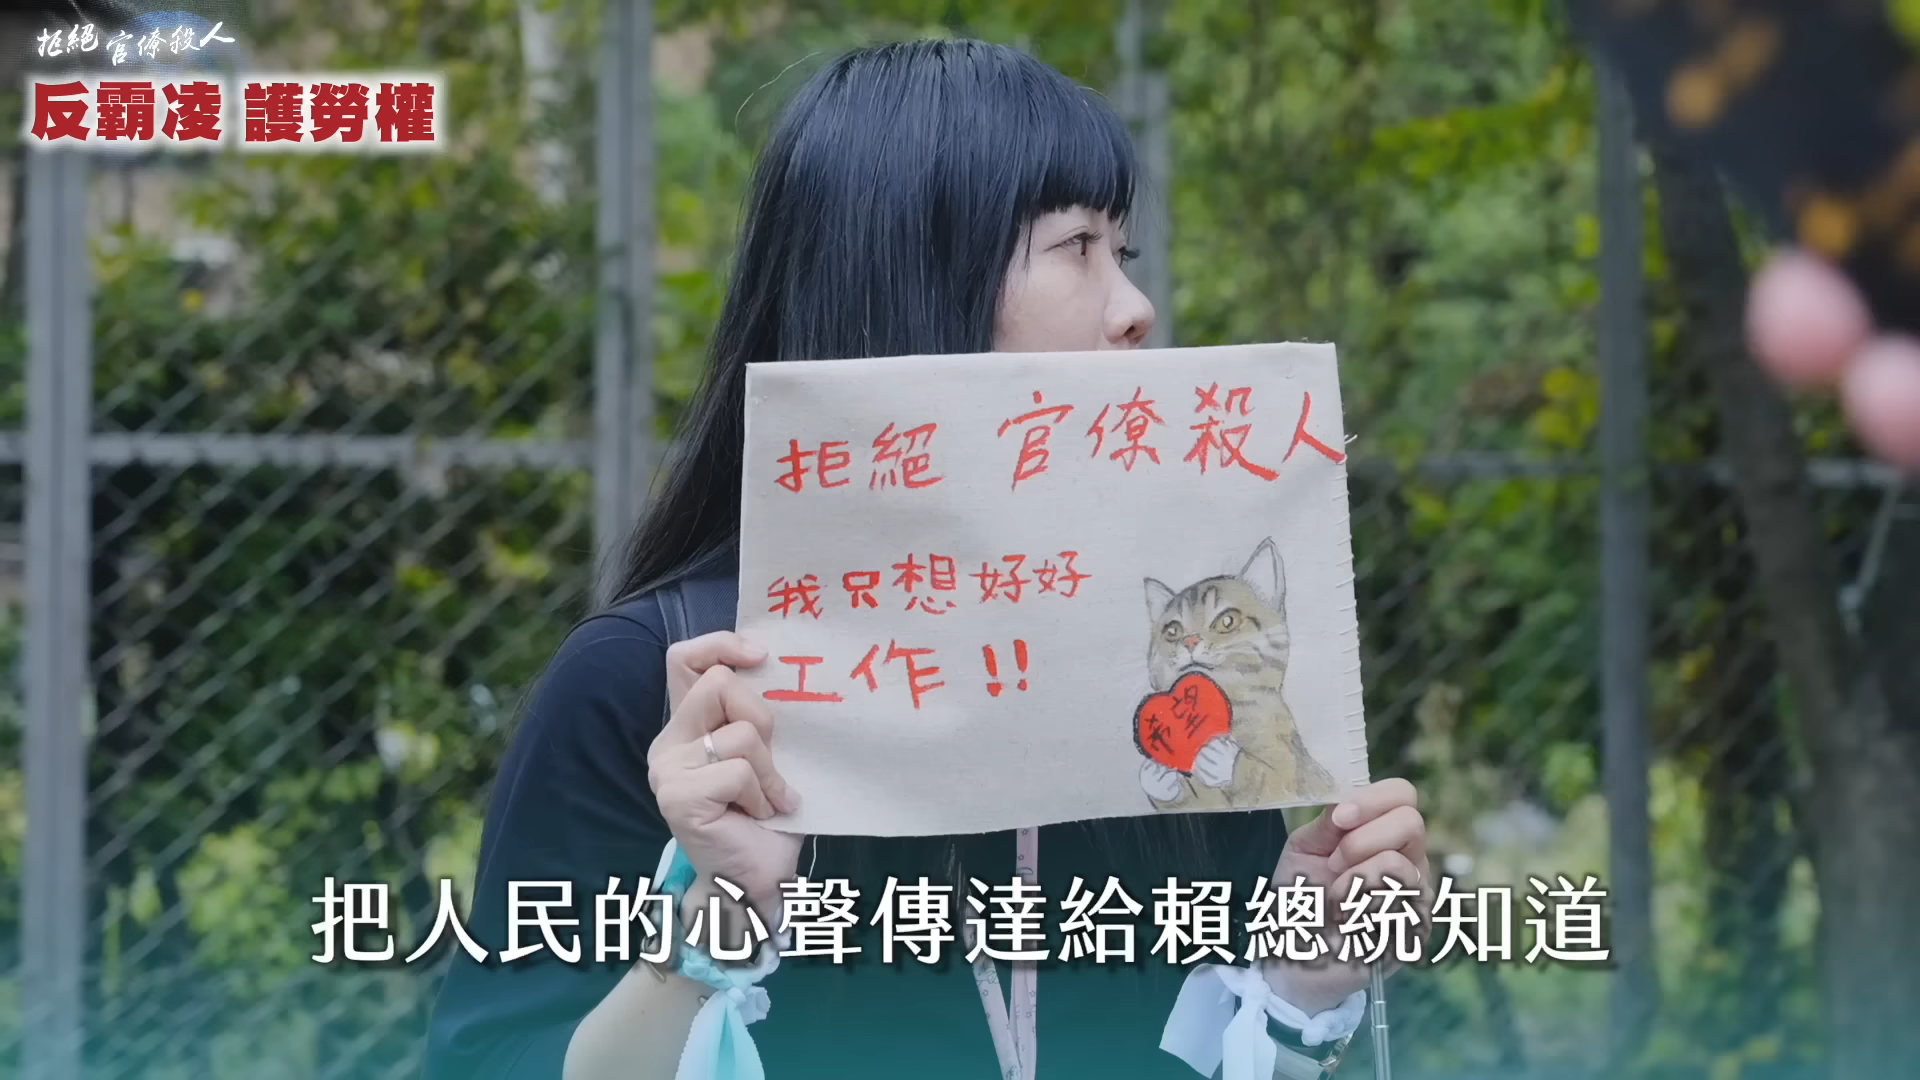 拒絕 官僚殺人
反霸凌 護勞權
拒絕 官僚殺人
我只想好好
工作!!
希望
把人民的心聲傳達給賴總統知道